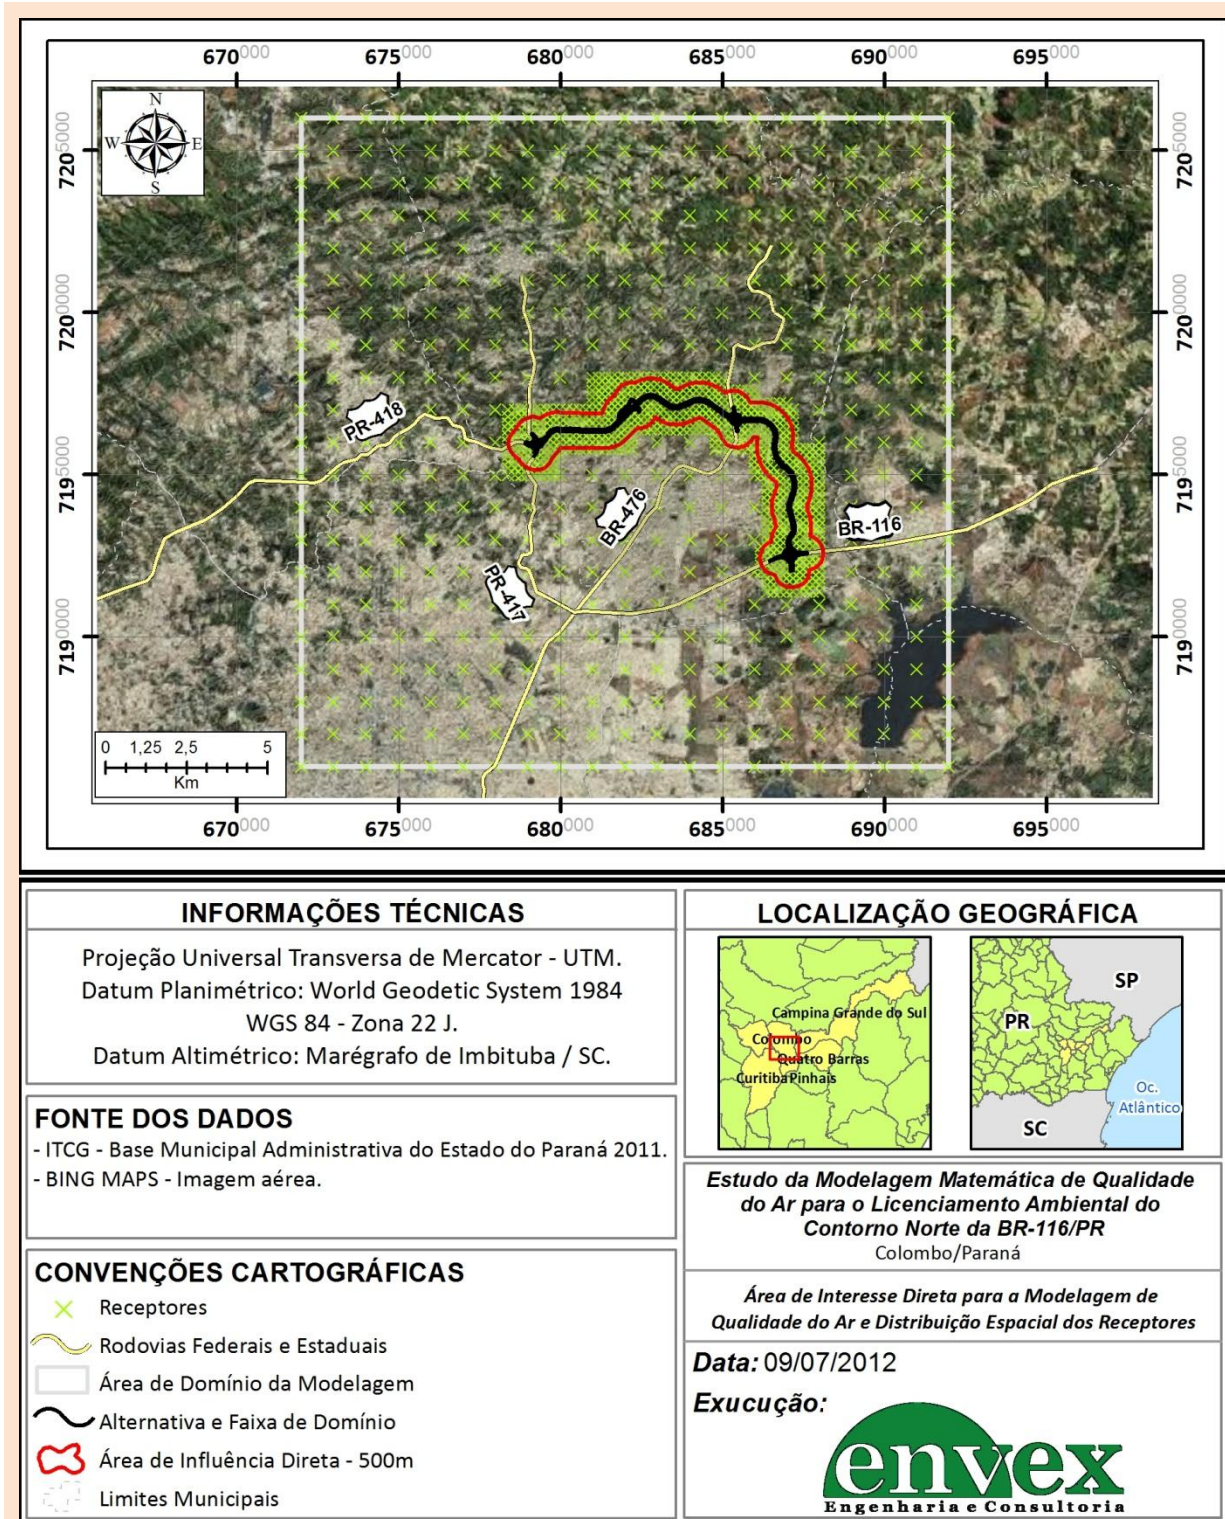 670000 675000 680000 685000 690000 695000
N
W E
S
7205000
7205000
7200000
7200000
PR-418
7195000
7195000
BR-476
BR-116
PR-417
7190000
7190000
0 1,25 2,5 5
Km
670000 675000 680000 685000 690000 695000
INFORMAÇÕES TÉCNICAS
Projeção Universal Transversa de Mercator - UTM.
Datum Planimétrico: World Geodetic System 1984
WGS 84 - Zona 22 J.
Datum Altimétrico: Marégrafo de Imbituba / SC.
FONTE DOS DADOS
- ITCG - Base Municipal Administrativa do Estado do Paraná 2011.
- BING MAPS - Imagem aérea.
CONVENÇÕES CARTOGRÁFICAS
Receptores
Rodovias Federais e Estaduais
Área de Domínio da Modelagem
Alternativa e Faixa de Domínio
Área de Influência Direta - 500m
Limites Municipais
LOCALIZAÇÃO GEOGRÁFICA
Campina Grande do Sul
Colombo
Quatro Barras
Curitiba Pinhais
SP
PR
Oc.
Atlântico
SC
Estudo da Modelagem Matemática de Qualidade
do Ar para o Licenciamento Ambiental do
Contorno Norte da BR-116/PR
Colombo/Paraná
Área de Interesse Direta para a Modelagem de
Qualidade do Ar e Distribuição Espacial dos Receptores
Data: 09/07/2012
Exucução:
envex
Engenharia e Consultoria